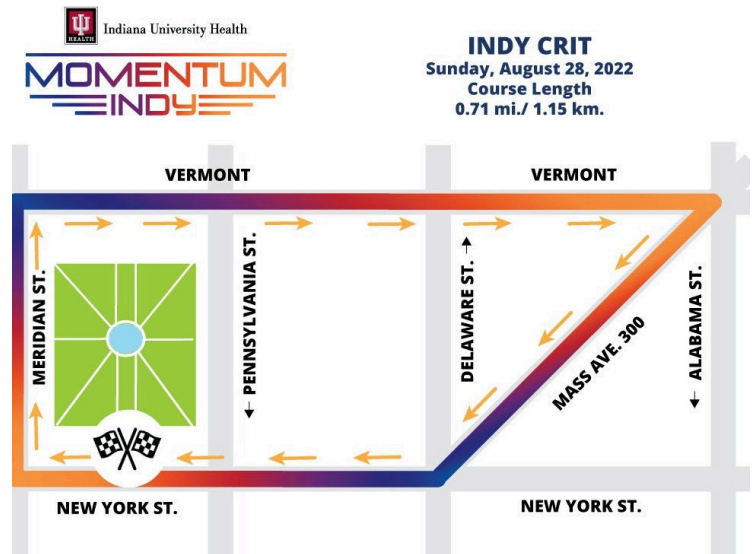 Indiana University Health
HEALTH
MOMENTUM
INDY
INDY CRIT
Sunday, August 28, 2022
Course Length
0.71 mi./ 1.15 km.
VERMONT
VERMONT
MERIDIAN ST.
PENNSYLVANIA ST.
DELAWARE ST.
MASS AVE. 300
ALABAMA ST.
NEW YORK ST.
NEW YORK ST.